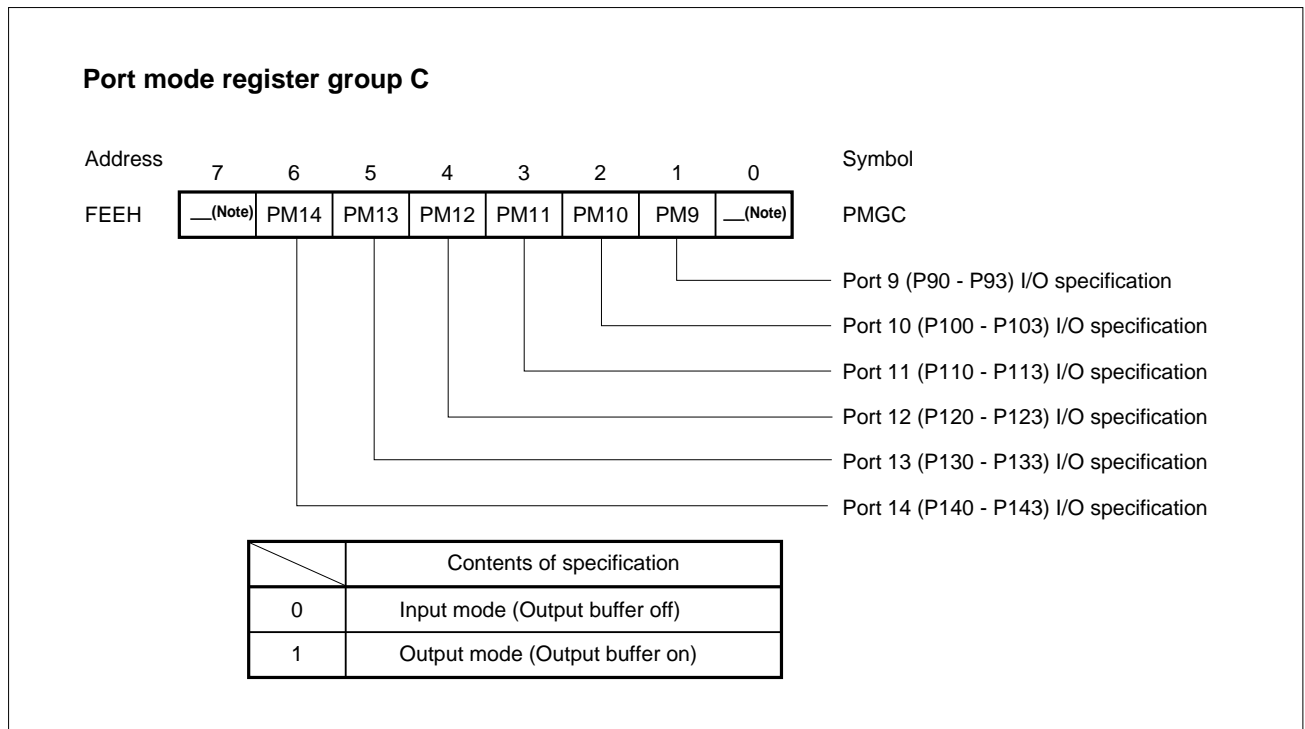 Port mode register group C
Address 7 6 5 4 3 2 1 0 Symbol
FEEH —(Note) PM14 PM13 PM12 PM11 PM10 PM9 —(Note) PMGC
Port 9 (P90 - P93) I/O specification
Port 10 (P100 - P103) I/O specification
Port 11 (P110 - P113) I/O specification
Port 12 (P120 - P123) I/O specification
Port 13 (P130 - P133) I/O specification
Port 14 (P140 - P143) I/O specification
Contents of specification
0 Input mode (Output buffer off)
1 Output mode (Output buffer on)